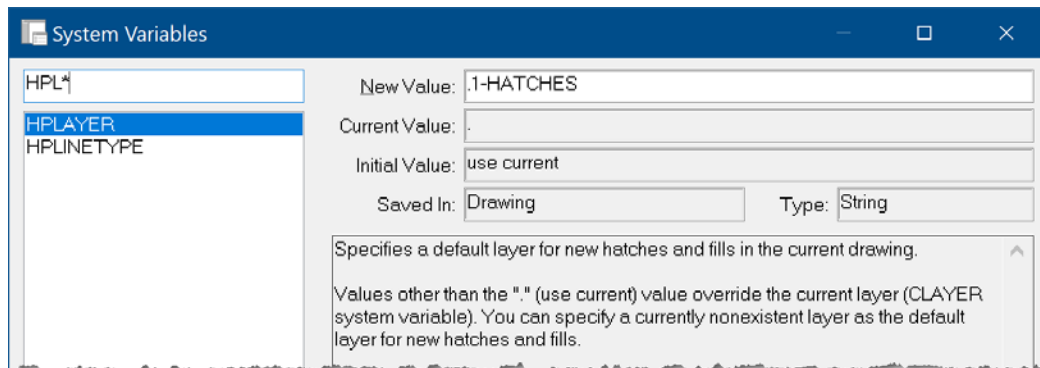 System Variables
HPL*
HPLAYER
HPLINETYPE
New Value: .1-HATCHES
Current Value: .
Initial Value: use current
Saved In: Drawing Type: String
Specifies a default layer for new hatches and fills in the current drawing.
Values other than the "." (use current) value override the current layer (CLAYER
system variable). You can specify a currently nonexistent layer as the default
layer for new hatches and fills.